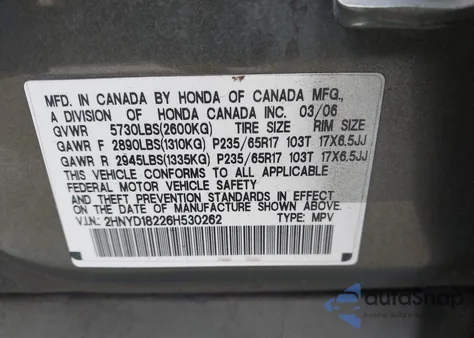 MFD. IN CANADA BY HONDA OF CANADA MFG.,
A DIVISION OF HONDA CANADA INC. 03/06
GVWR 5730LBS(2600KG) TIRE SIZE RIM SIZE
GAWR F 2890LBS(1310KG) P235/65R17 103T 17X6.5JJ
GAWR R 2945LBS(1335KG) P235/65R17 103T 17X6.5JJ
THIS VEHICLE CONFORMS TO ALL APPLICABLE
FEDERAL MOTOR VEHICLE SAFETY
AND THEFT PREVENTION STANDARDS IN EFFECT
ON THE DATE OF MANUFACTURE SHOWN ABOVE.
V.I.N.: 2HNYD18226H530262 TYPE: MPV
autoSnap